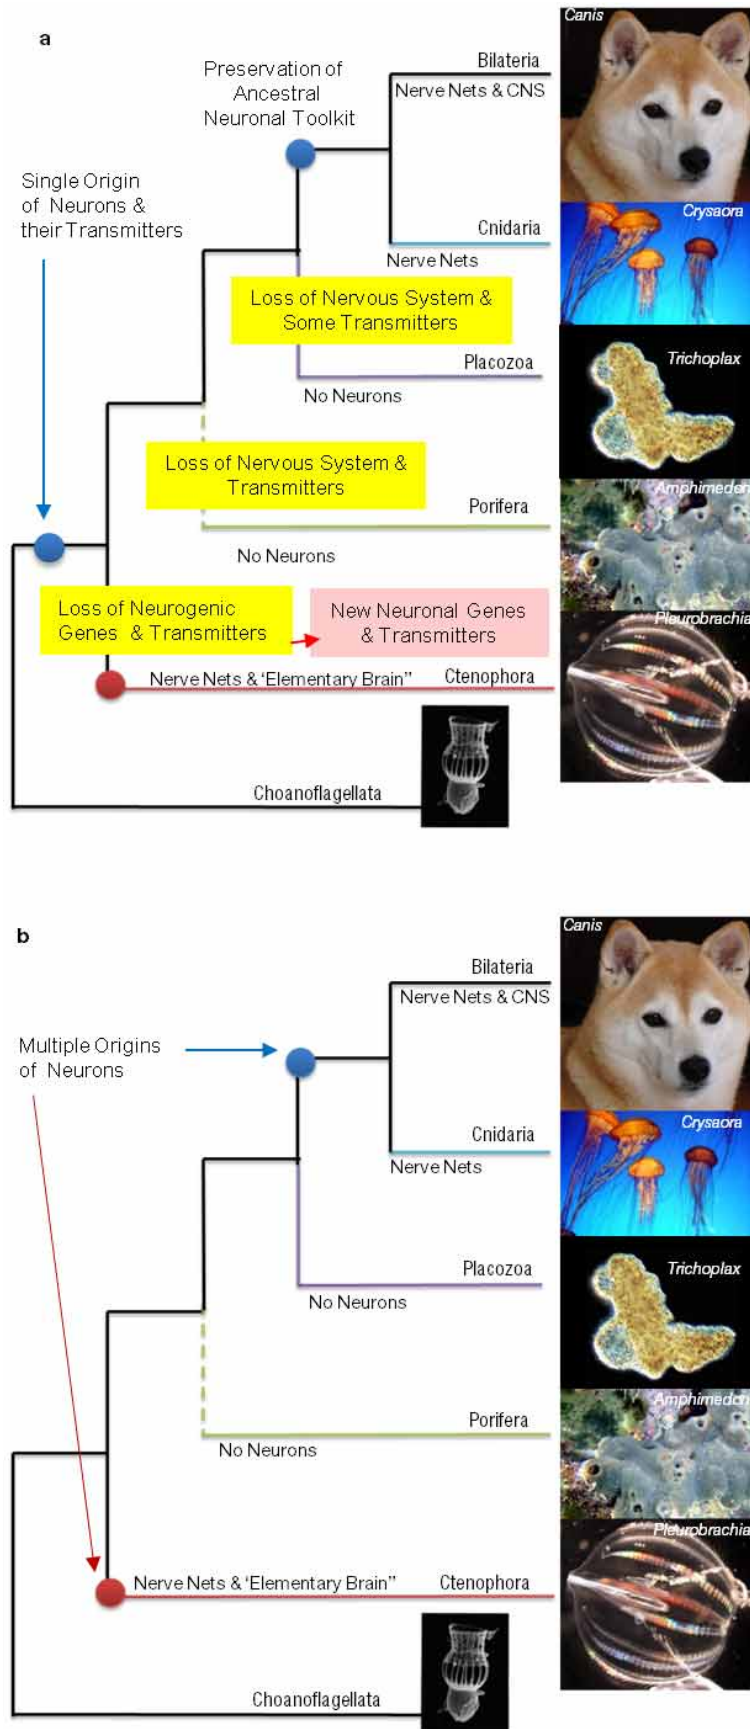 a
Canis
Preservation of
Ancestral
Neuronal Toolkit
Bilateria
Nerve Nets & CNS
Single Origin
of Neurons &
their Transmitters
Crysaora
Cnidaria
Nerve Nets
Loss of Nervous System &
Some Transmitters
Trichoplax
Placozoa
No Neurons
Loss of Nervous System &
Transmitters
Amphimedon
Porifera
No Neurons
Loss of Neurogenic
Genes & Transmitters
New Neuronal Genes
& Transmitters
Pleurobrachia
Nerve Nets & ‘Elementary Brain”
Ctenophora
Choanoflagellata
b
Canis
Bilateria
Nerve Nets & CNS
Multiple Origins
of Neurons
Crysaora
Cnidaria
Nerve Nets
Trichoplax
Placozoa
No Neurons
Amphimedon
Porifera
No Neurons
Pleurobrachia
Nerve Nets & ‘Elementary Brain”
Ctenophora
Choanoflagellata